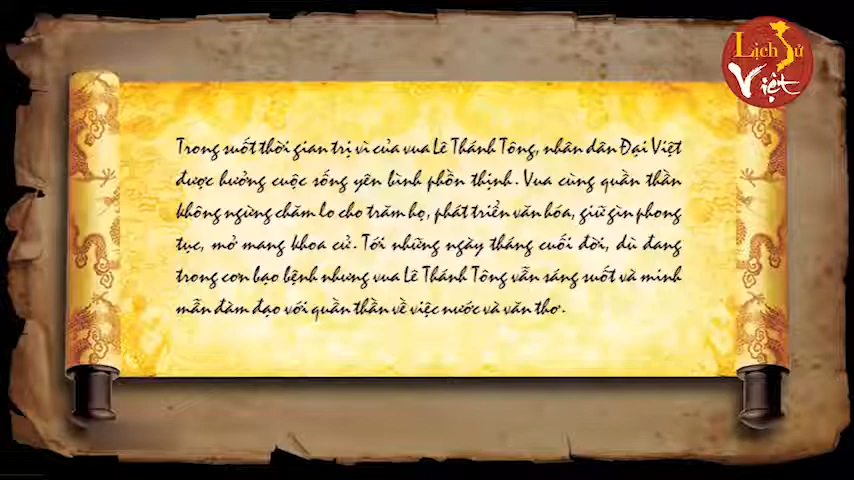 Lịch Sử
Việt
Trong suốt thời gian trị vì của vua Lê Thánh Tông, nhân dân Đại Việt
được hưởng cuộc sống yên bình phồn thịnh. Vua cùng quần thần
không ngừng chăm lo cho trăm họ, phát triển văn hóa, giữ gìn phong
tục, mở mang khoa cử. Tới những ngày tháng cuối đời, dù đang
trong cơn bạo bệnh nhưng vua Lê Thánh Tông vẫn sáng suốt và minh
mẫn đàm đạo với quần thần về việc nước và văn thơ.